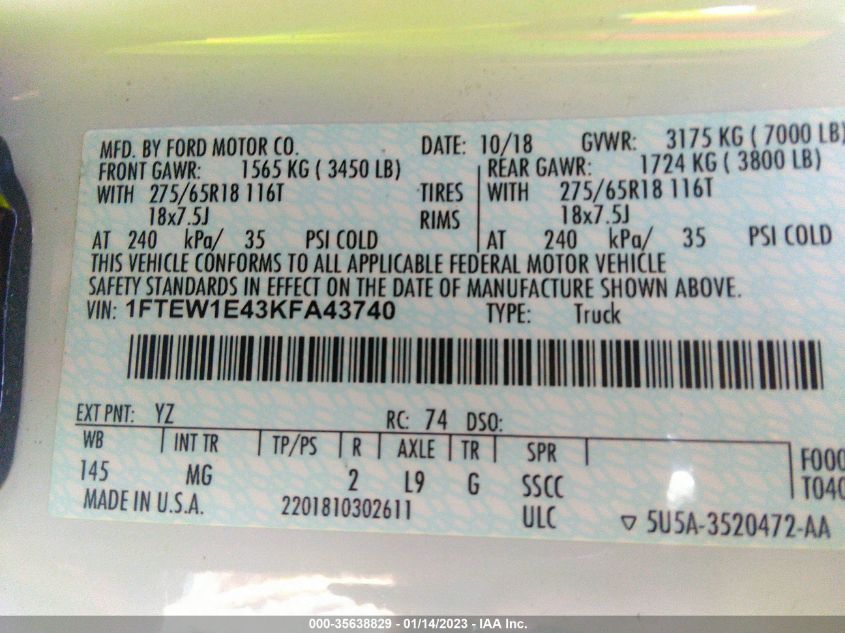 MFD. BY FORD MOTOR CO. DATE: 10/18 GVWR: 3175 KG ( 7000 LB)
FRONT GAWR: 1565 KG ( 3450 LB) REAR GAWR: 1724 KG ( 3800 LB)
WITH 275/65R18 116T TIRES WITH 275/65R18 116T
18x7.5J RIMS 18x7.5J
AT 240 kPa/ 35 PSI COLD AT 240 kPa/ 35 PSI COLD
THIS VEHICLE CONFORMS TO ALL APPLICABLE FEDERAL MOTOR VEHICLE
SAFETY STANDARDS IN EFFECT ON THE DATE OF MANUFACTURE SHOWN ABOVE.
VIN: 1FTEW1E43KFA43740 TYPE: Truck
EXT PNT: YZ RC: 74 DSO:
WB INT TR TP/PS R AXLE TR SPR
145 MG 2 L9 G SSCC
F000
T040
MADE IN U.S.A. 2201810302611 ULC ▽ 5U5A-3520472-AA
000-35638829 - 01/14/2023 - IAA Inc.